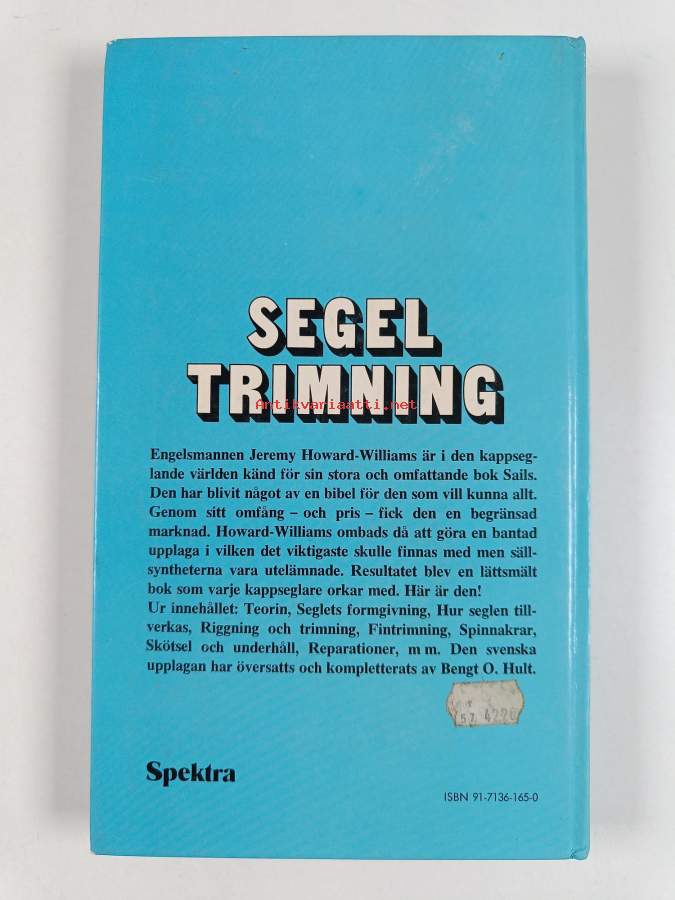 SEGEL
TRIMNING
Antikvariaatti.net
Engelsmannen Jeremy Howard-Williams är i den kappseg-
lande världen känd för sin stora och omfattande bok Sails.
Den har blivit något av en bibel för den som vill kunna allt.
Genom sitt omfång – och pris – fick den en begränsad
marknad. Howard-Williams ombads då att göra en bantad
upplaga i vilken det viktigaste skulle finnas med men säll-
syntheterna vara utelämnade. Resultatet blev en lättsmält
bok som varje kappseglare orkar med. Här är den!
Ur innehållet: Teorin, Seglets formgivning, Hur seglen till-
verkas, Riggning och trimning, Fintrimning, Spinnakrar,
Skötsel och underhåll, Reparationer, m m. Den svenska
upplagan har översatts och kompletterats av Bengt O. Hult.
Spektra
ISBN 91-7136-165-0